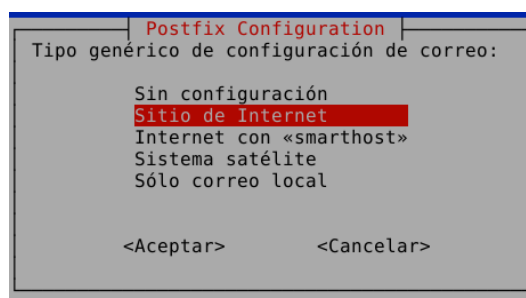 Postfix Configuration
Tipo genérico de configuración de correo:
Sin configuración
Sitio de Internet
Internet con «smarthost»
Sistema satélite
Sólo correo local
<Aceptar> <Cancelar>